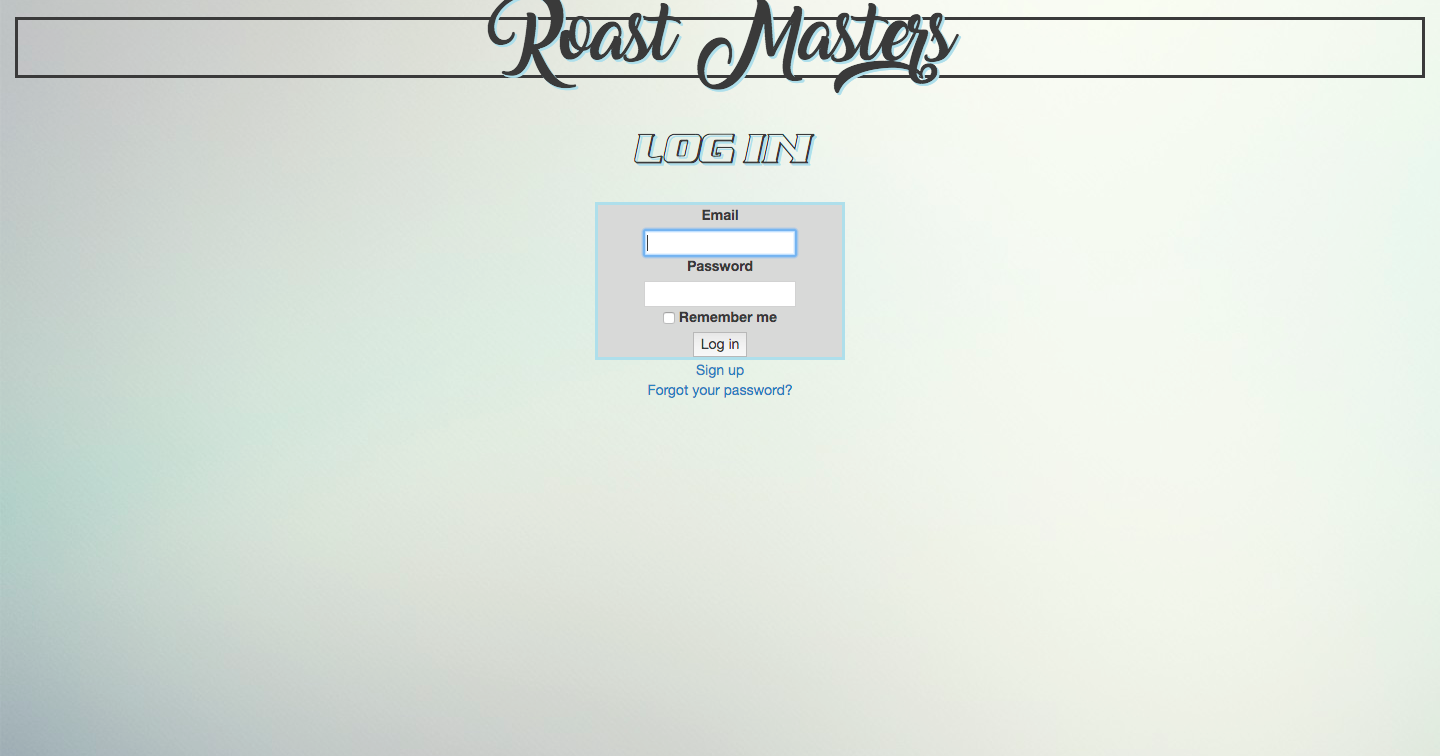 Roast Masters
LOG IN
Email
Password
Remember me
Log in
Sign up
Forgot your password?